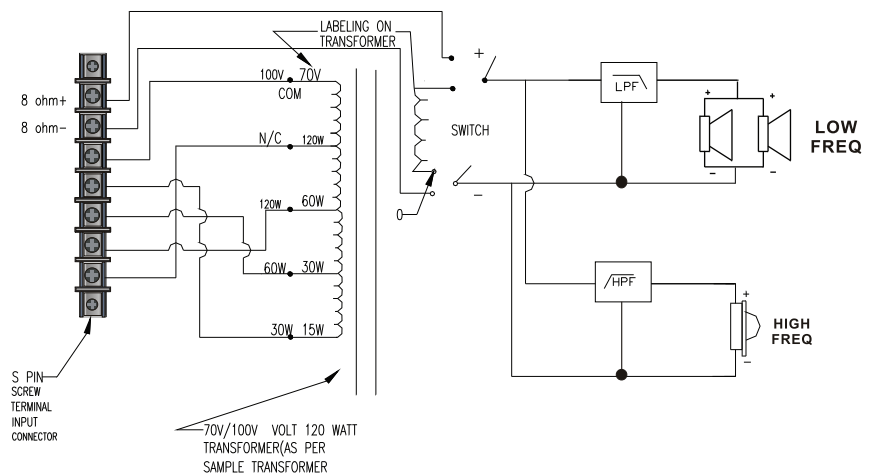 LABELING ON
TRANSFORMER
+
100V 70V
COM
8 ohm+
8 ohm-
N/C 120W
SWITCH
LPF
+ +
LOW
FREQ
- -
-
120W 60W
0
60W 30W
HPF
+
HIGH
FREQ
-
30W 15W
S PIN
SCREW
TERMINAL
INPUT
CONNECTOR
70V/100V VOLT 120 WATT
TRANSFORMER(AS PER
SAMPLE TRANSFORMER